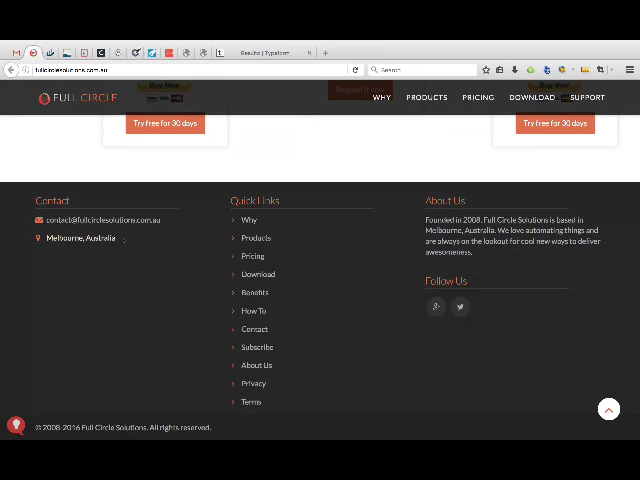 Results | Typeform
fullcirclesolutions.com.au
Search
FULL CIRCLE
WHY PRODUCTS PRICING DOWNLOAD SUPPORT
Buy Now
Try free for 30 days
Buy Now
Try free for 30 days
Contact
contact@fullcirclesolutions.com.au
Melbourne, Australia
Quick Links
Why
Products
Pricing
Download
Benefits
How To
Contact
Subscribe
About Us
Privacy
Terms
About Us
Founded in 2008, Full Circle Solutions is based in
Melbourne, Australia. We love automating things and
are always on the lookout for cool new ways to deliver
awesomeness.
Follow Us
© 2008-2016 Full Circle Solutions. All rights reserved.